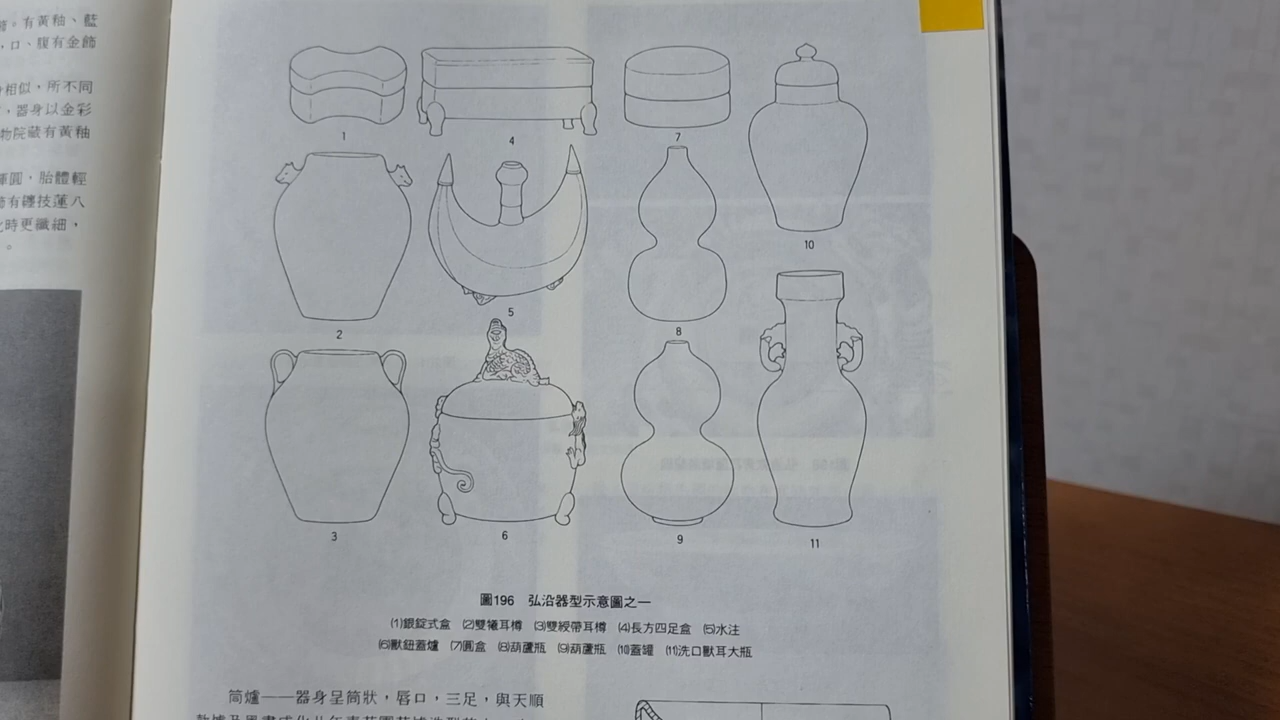 飾。有黃釉、藍
，口、腹有金飾
相似，所不同
，器身以金彩
物院藏有黃釉
渾圓，胎體輕
飾有纏技蓮八
此時更纖細，
。
1
4
7
10
2
5
8
3
6
9
11
圖196 弘沿器型示意圖之一
⑴銀錠式盒 ⑵雙犧耳樽 ⑶雙綬帶耳樽 ⑷長方四足盒 ⑸水注
⑹獸鈕蓋爐 ⑺圓盒 ⑻葫蘆瓶 ⑼葫蘆瓶 ⑽蓋罐 ⑾洗口獸耳大瓶
筒爐——器身呈筒狀，唇口，三足，與天順